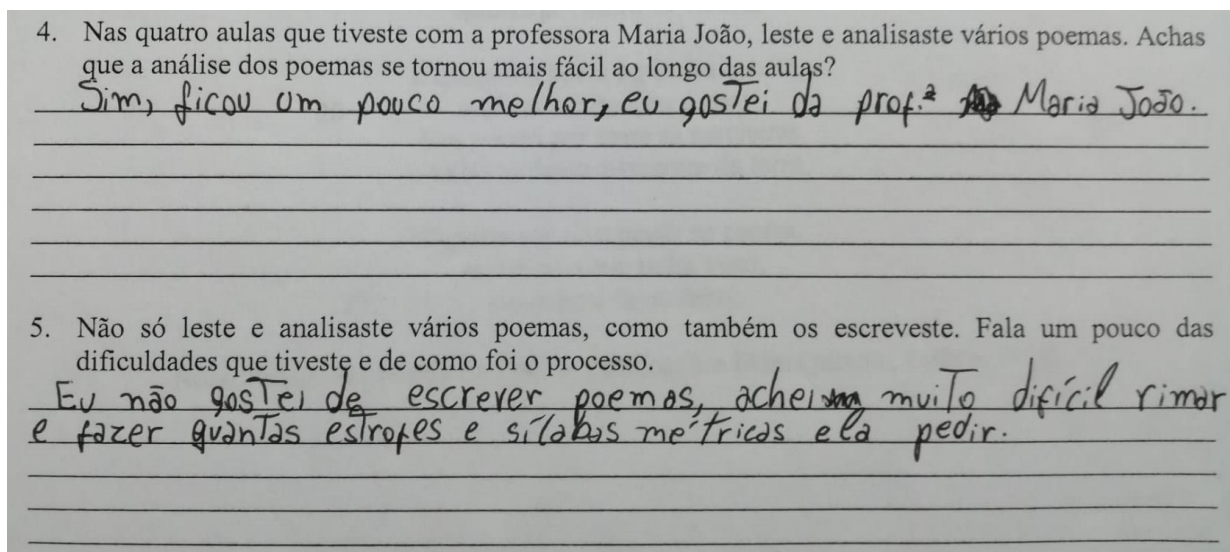 4. Nas quatro aulas que tiveste com a professora Maria João, leste e analisaste vários poemas. Achas
que a análise dos poemas se tornou mais fácil ao longo das aulas?
Sim, ficou um pouco melhor, eu gostei da prof.ª Maria João.
5. Não só leste e analisaste vários poemas, como também os escreveste. Fala um pouco das
dificuldades que tiveste e de como foi o processo.
Eu não gostei de escrever poemas, achei muito difícil rimar
e fazer quantas estrofes e sílabas métricas ela pedir.